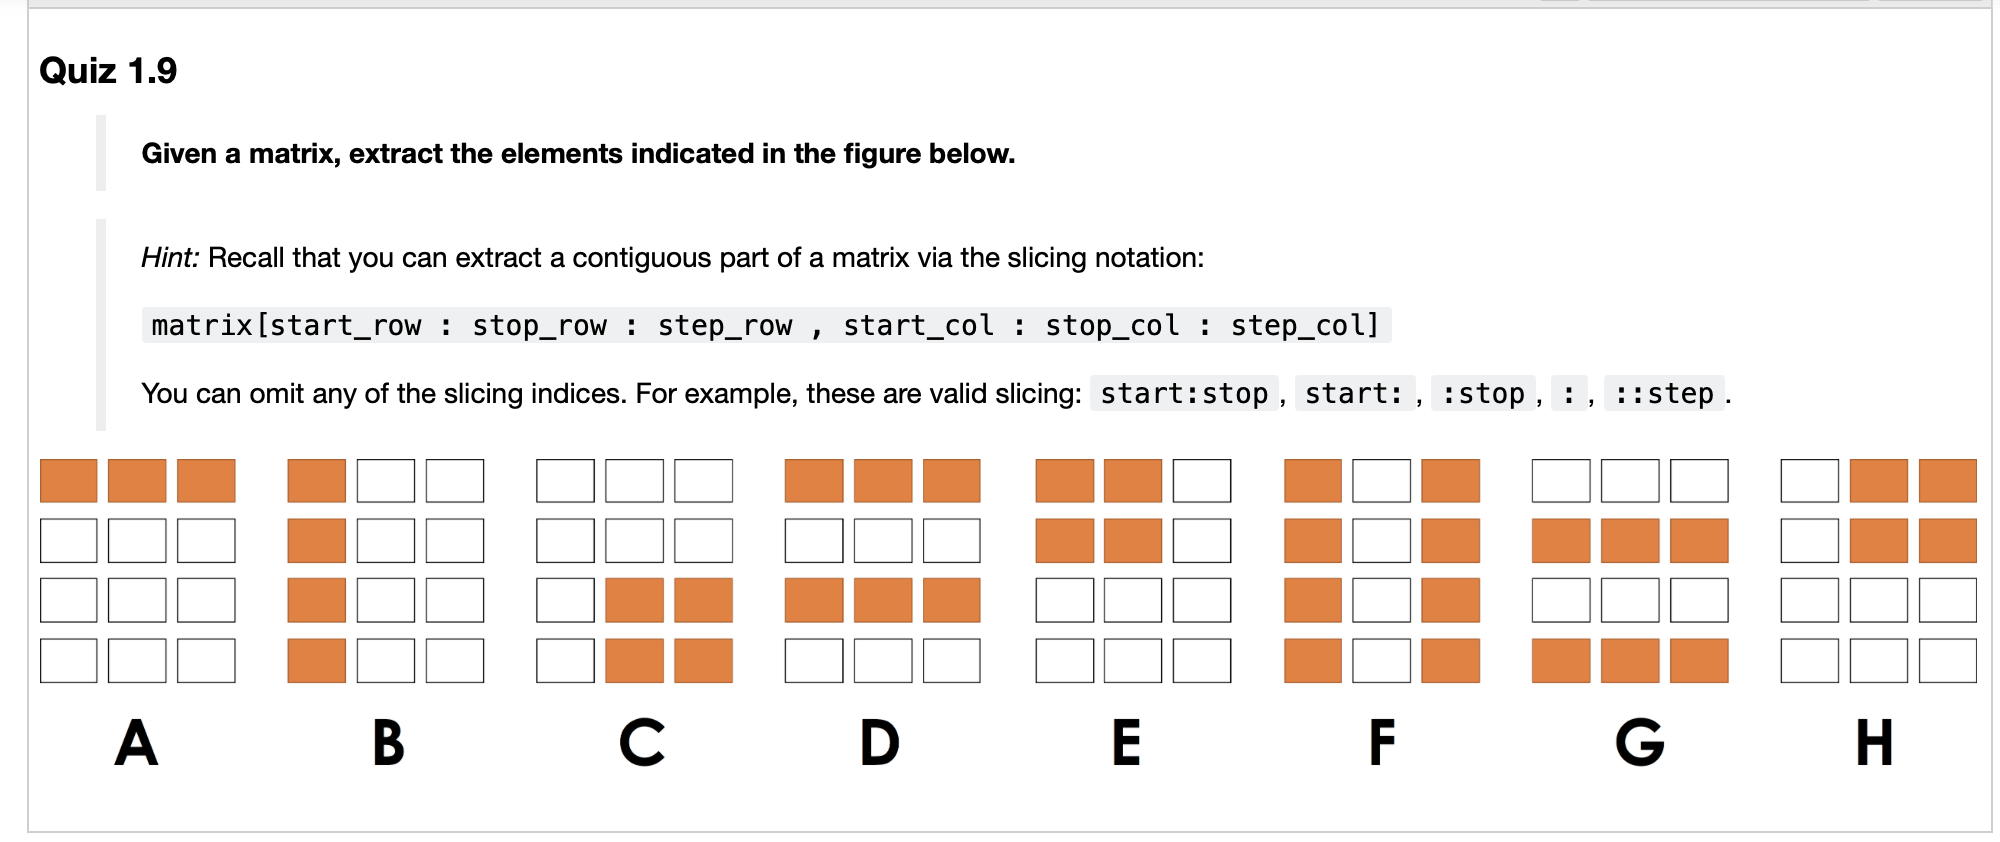 Quiz 1.9
Given a matrix, extract the elements indicated in the figure below.
Hint: Recall that you can extract a contiguous part of a matrix via the slicing notation:
matrix[start_row : stop_row : step_row , start_col : stop_col : step_col]
You can omit any of the slicing indices. For example, these are valid slicing: start:stop , start: , :stop , : , ::step .
A B C D E F G H